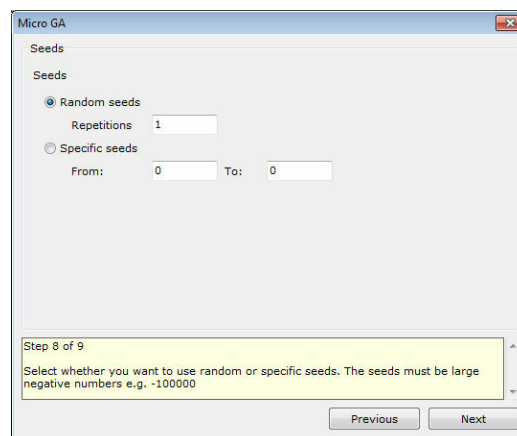 Micro GA
Seeds
Seeds
Random seeds
Repetitions 1
Specific seeds
From: 0 To: 0
Step 8 of 9
Select whether you want to use random or specific seeds. The seeds must be large
negative numbers e.g. -100000
Previous Next